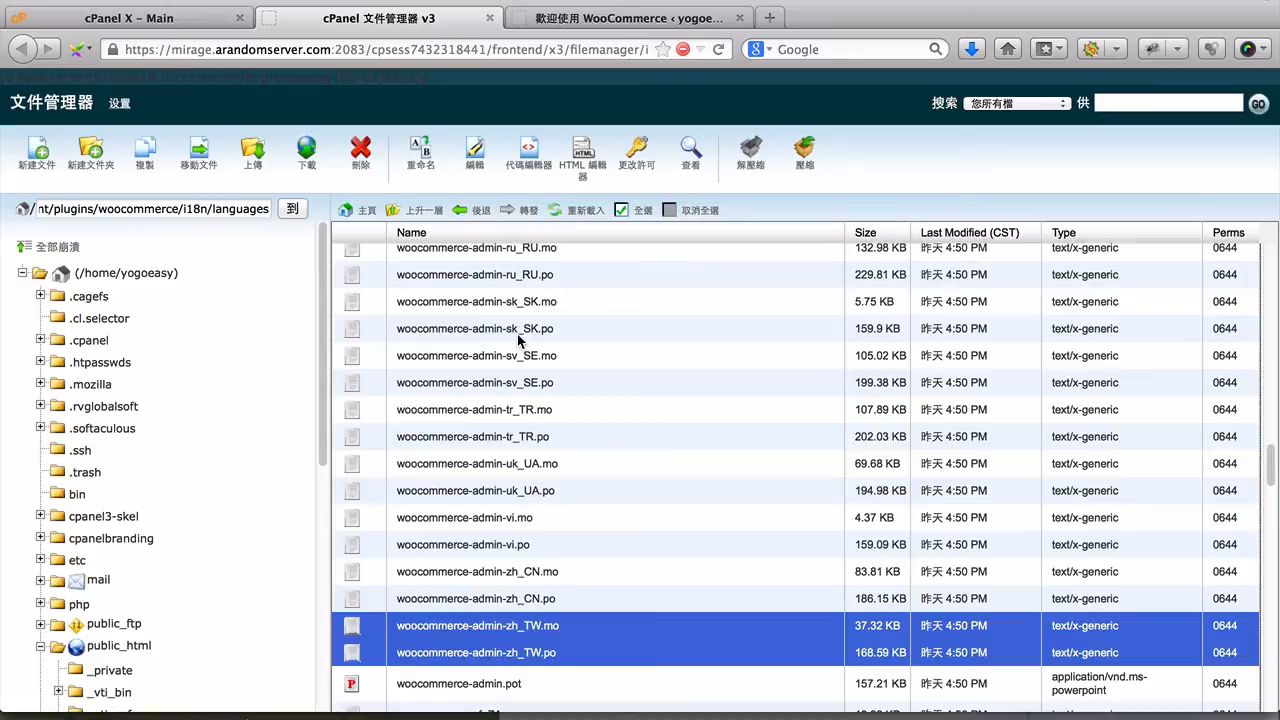 cPanel X - Main
cPanel 文件管理器 v3
歡迎使用 WooCommerce ‹ yogoe...
https://mirage.arandomserver.com:2083/cpsess7432318441/frontend/x3/filemanager/i
Google
文件管理器 设置
搜索 您所有檔 供 GO
新建文件 新建文件夹 複製 移動文件 上傳 下載 刪除 重命名 編輯 代碼編輯器 HTML 編輯器 更改許可 查看 解壓縮 壓縮
/ nt/plugins/woocommerce/i18n/languages 到
主頁 上升一層 後退 轉發 重新載入 全選 取消全選
全部崩潰
(/home/yogoeasy)
.cagefs
.cl.selector
.cpanel
.htpasswds
.mozilla
.rvglobalsoft
.softaculous
.ssh
.trash
bin
cpanel3-skel
cpanelbranding
etc
mail
php
public_ftp
public_html
_private
_vti_bin
Name Size Last Modified (CST) Type Perms
woocommerce-admin-ru_RU.mo 132.98 KB 昨天 4:50 PM text/x-generic 0644
woocommerce-admin-ru_RU.po 229.81 KB 昨天 4:50 PM text/x-generic 0644
woocommerce-admin-sk_SK.mo 5.75 KB 昨天 4:50 PM text/x-generic 0644
woocommerce-admin-sk_SK.po 159.9 KB 昨天 4:50 PM text/x-generic 0644
woocommerce-admin-sv_SE.mo 105.02 KB 昨天 4:50 PM text/x-generic 0644
woocommerce-admin-sv_SE.po 199.38 KB 昨天 4:50 PM text/x-generic 0644
woocommerce-admin-tr_TR.mo 107.89 KB 昨天 4:50 PM text/x-generic 0644
woocommerce-admin-tr_TR.po 202.03 KB 昨天 4:50 PM text/x-generic 0644
woocommerce-admin-uk_UA.mo 69.68 KB 昨天 4:50 PM text/x-generic 0644
woocommerce-admin-uk_UA.po 194.98 KB 昨天 4:50 PM text/x-generic 0644
woocommerce-admin-vi.mo 4.37 KB 昨天 4:50 PM text/x-generic 0644
woocommerce-admin-vi.po 159.09 KB 昨天 4:50 PM text/x-generic 0644
woocommerce-admin-zh_CN.mo 83.81 KB 昨天 4:50 PM text/x-generic 0644
woocommerce-admin-zh_CN.po 186.15 KB 昨天 4:50 PM text/x-generic 0644
woocommerce-admin-zh_TW.mo 37.32 KB 昨天 4:50 PM text/x-generic 0644
woocommerce-admin-zh_TW.po 168.59 KB 昨天 4:50 PM text/x-generic 0644
woocommerce-admin.pot 157.21 KB 昨天 4:50 PM application/vnd.ms-powerpoint 0644